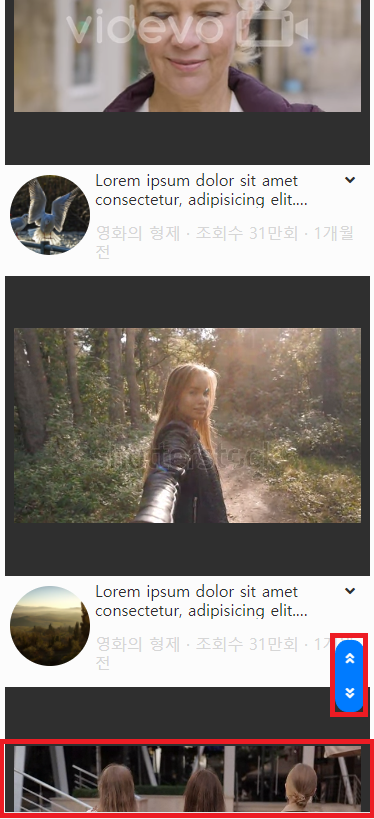 videvo
Lorem ipsum dolor sit amet
consectetur, adipisicing elit....
영화의 형제 · 조회수 31만회 · 1개월
전
shutterstock
Lorem ipsum dolor sit amet
consectetur, adipisicing elit....
영화의 형제 · 조회수 31만회 ·
전